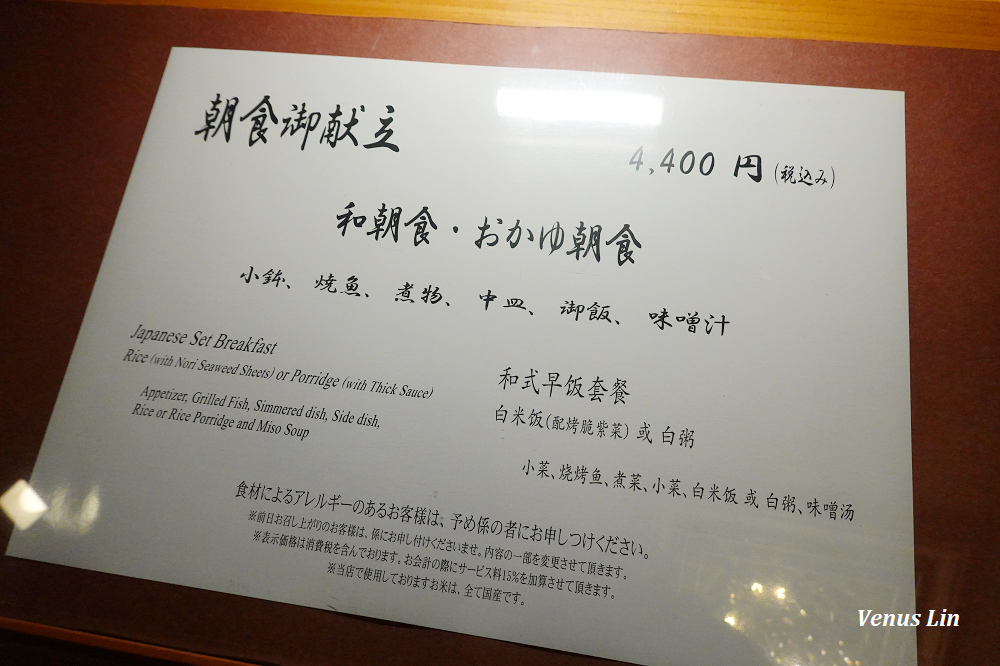 朝食御献立
4,400 円 (税込み)
和朝食・おかゆ朝食
小鉢、焼魚、煮物、中皿、御飯、味噌汁
Japanese Set Breakfast
Rice (with Nori Seaweed Sheets) or Porridge (with Thick Sauce)
Appetizer, Grilled Fish, Simmered dish, Side dish,
Rice or Rice Porridge and Miso Soup
和式早饭套餐
白米饭(配烤脆紫菜) 或 白粥
小菜、烧烤鱼、煮菜、小菜、白米饭 或 白粥、味噌汤
食材によるアレルギーのあるお客様は、予め係の者にお申しつけください。
※前日お召し上がりのお客様は、係にお申し付けくださいませ。内容の一部を変更させて頂きます。
※表示価格は消費税を含んでおります。お会計の際にサービス料15%を加算させて頂きます。
※当店で使用しておりますお米は、全て国産です。
Venus Lin